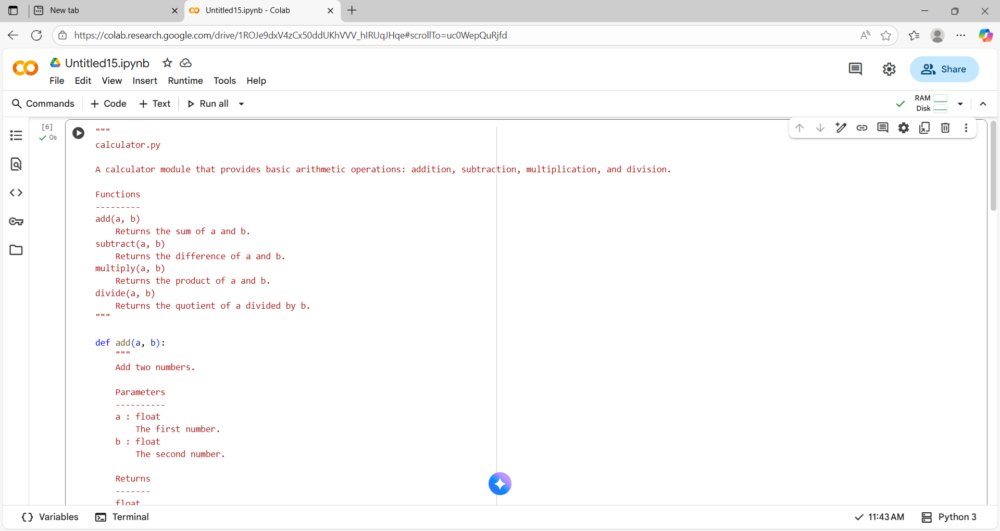 New tab
Untitled15.ipynb - Colab
https://colab.research.google.com/drive/1ROJe9dxV4zCx50ddUKhVVV_hIRUqJHqe#scrollTo=uc0WepQuRjfd
Untitled15.ipynb
File Edit View Insert Runtime Tools Help
Share
Commands + Code + Text Run all
RAM
Disk
[6]
0s
"""
calculator.py
A calculator module that provides basic arithmetic operations: addition, subtraction, multiplication, and division.
Functions
---------
add(a, b)
Returns the sum of a and b.
subtract(a, b)
Returns the difference of a and b.
multiply(a, b)
Returns the product of a and b.
divide(a, b)
Returns the quotient of a divided by b.
"""
def add(a, b):
"""
Add two numbers.
Parameters
----------
a : float
The first number.
b : float
The second number.
Returns
-------
float
Variables Terminal
11:43 AM Python 3